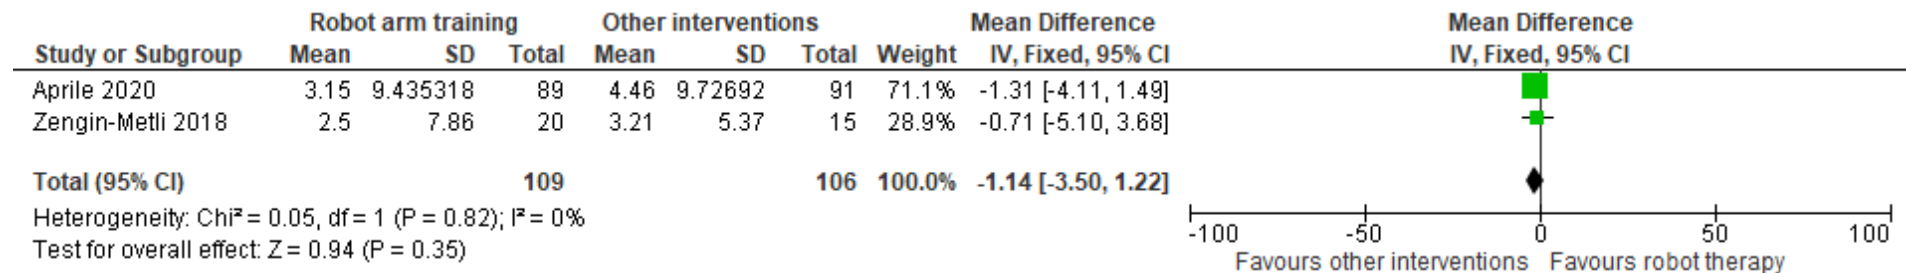 Robot arm training Other interventions Mean Difference Mean Difference
Study or Subgroup Mean SD Total Mean SD Total Weight IV, Fixed, 95% CI IV, Fixed, 95% CI
Aprile 2020 3.15 9.435318 89 4.46 9.72692 91 71.1% -1.31 [-4.11, 1.49]
Zengin-Metli 2018 2.5 7.86 20 3.21 5.37 15 28.9% -0.71 [-5.10, 3.68]
Total (95% CI) 109 106 100.0% -1.14 [-3.50, 1.22]
Heterogeneity: Chi² = 0.05, df = 1 (P = 0.82); I² = 0%
Test for overall effect: Z = 0.94 (P = 0.35)
-100 -50 0 50 100
Favours other interventions Favours robot therapy